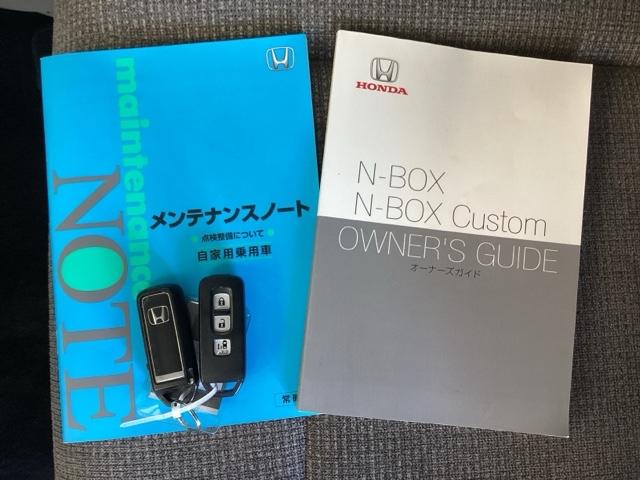 maintenance
NOTE
メンテナンスノート
点検整備について
自家用乗用車
HONDA
N-BOX
N-BOX Custom
OWNER'S GUIDE
オーナーズガイド